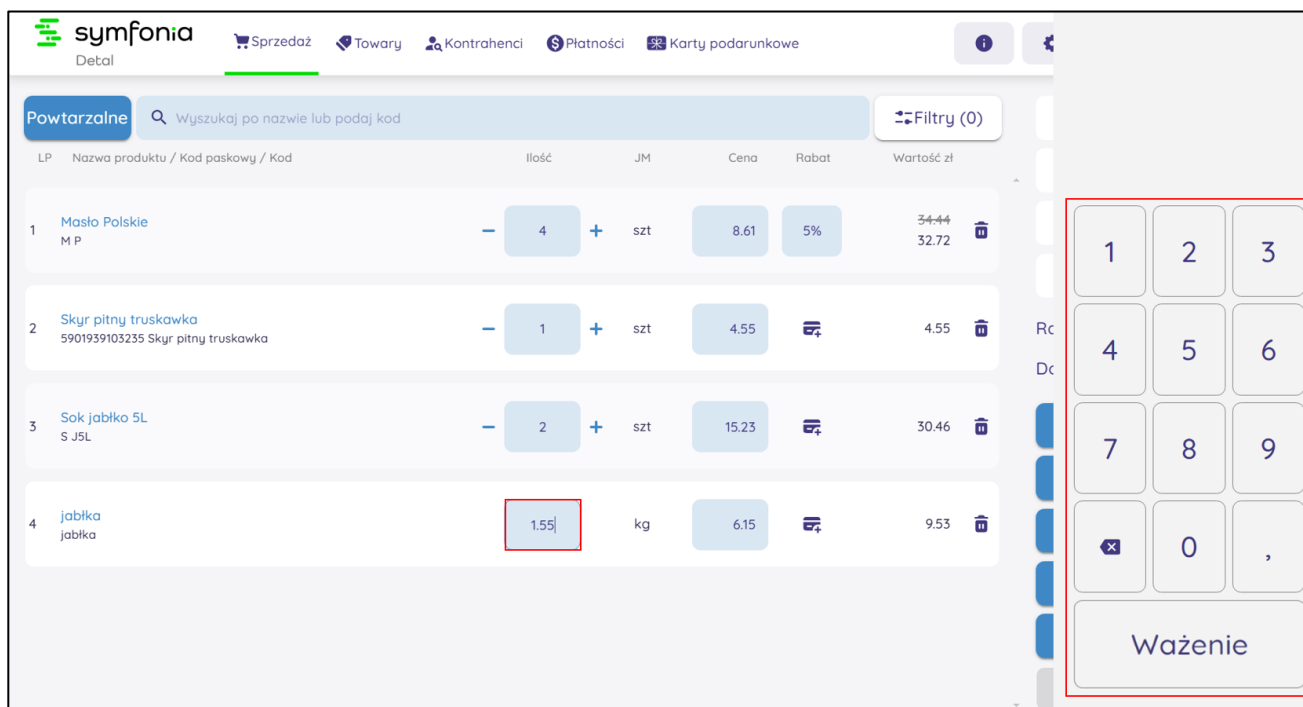 symfonia
Detal
Sprzedaż Towary Kontrahenci Płatności Karty podarunkowe
Powtarzalne Wyszukaj po nazwie lub podaj kod Filtry (0)
LP Nazwa produktu / Kod paskowy / Kod Ilość JM Cena Rabat Wartość zł
1 Masło Polskie − 4 + szt 8.61 5% 34.44
M P 32.72
2 Skyr pitny truskawka − 1 + szt 4.55 4.55
5901939103235 Skyr pitny truskawka
3 Sok jabłko 5L − 2 + szt 15.23 30.46
S J5L
4 jabłka 1.55 kg 6.15 9.53
jabłka
1 2 3
4 5 6
7 8 9
0 ,
Ważenie